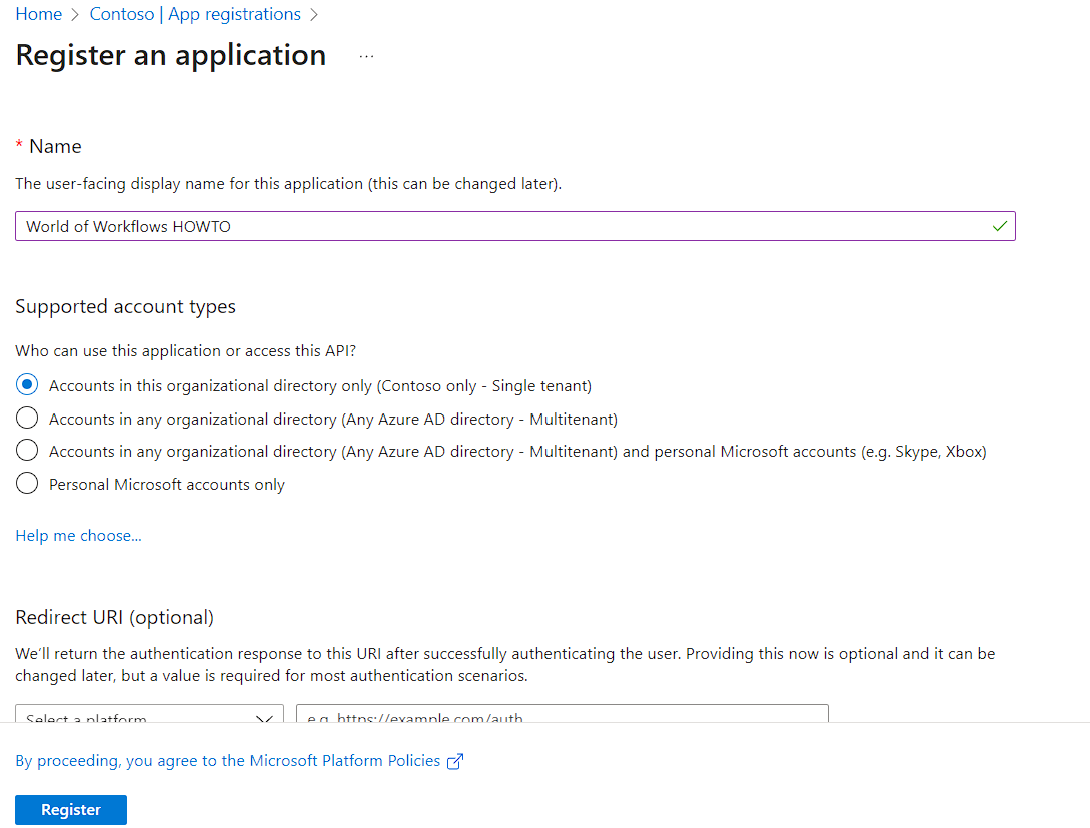 Home > Contoso | App registrations >
Register an application ...
* Name
The user-facing display name for this application (this can be changed later).
World of Workflows HOWTO
Supported account types
Who can use this application or access this API?
Accounts in this organizational directory only (Contoso only - Single tenant)
Accounts in any organizational directory (Any Azure AD directory - Multitenant)
Accounts in any organizational directory (Any Azure AD directory - Multitenant) and personal Microsoft accounts (e.g. Skype, Xbox)
Personal Microsoft accounts only
Help me choose...
Redirect URI (optional)
We'll return the authentication response to this URI after successfully authenticating the user. Providing this now is optional and it can be
changed later, but a value is required for most authentication scenarios.
Select a platform e.g. https://example.com/auth
By proceeding, you agree to the Microsoft Platform Policies
Register